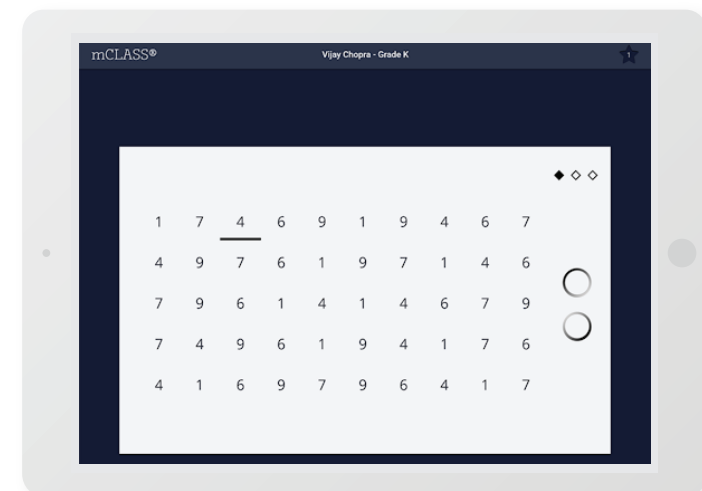 mCLASS® Vijay Chopra - Grade K 1
1 7 4 6 9 1 9 4 6 7
4 9 7 6 1 9 7 1 4 6
7 9 6 1 4 1 4 6 7 9
7 4 9 6 1 9 4 1 7 6
4 1 6 9 7 9 6 4 1 7